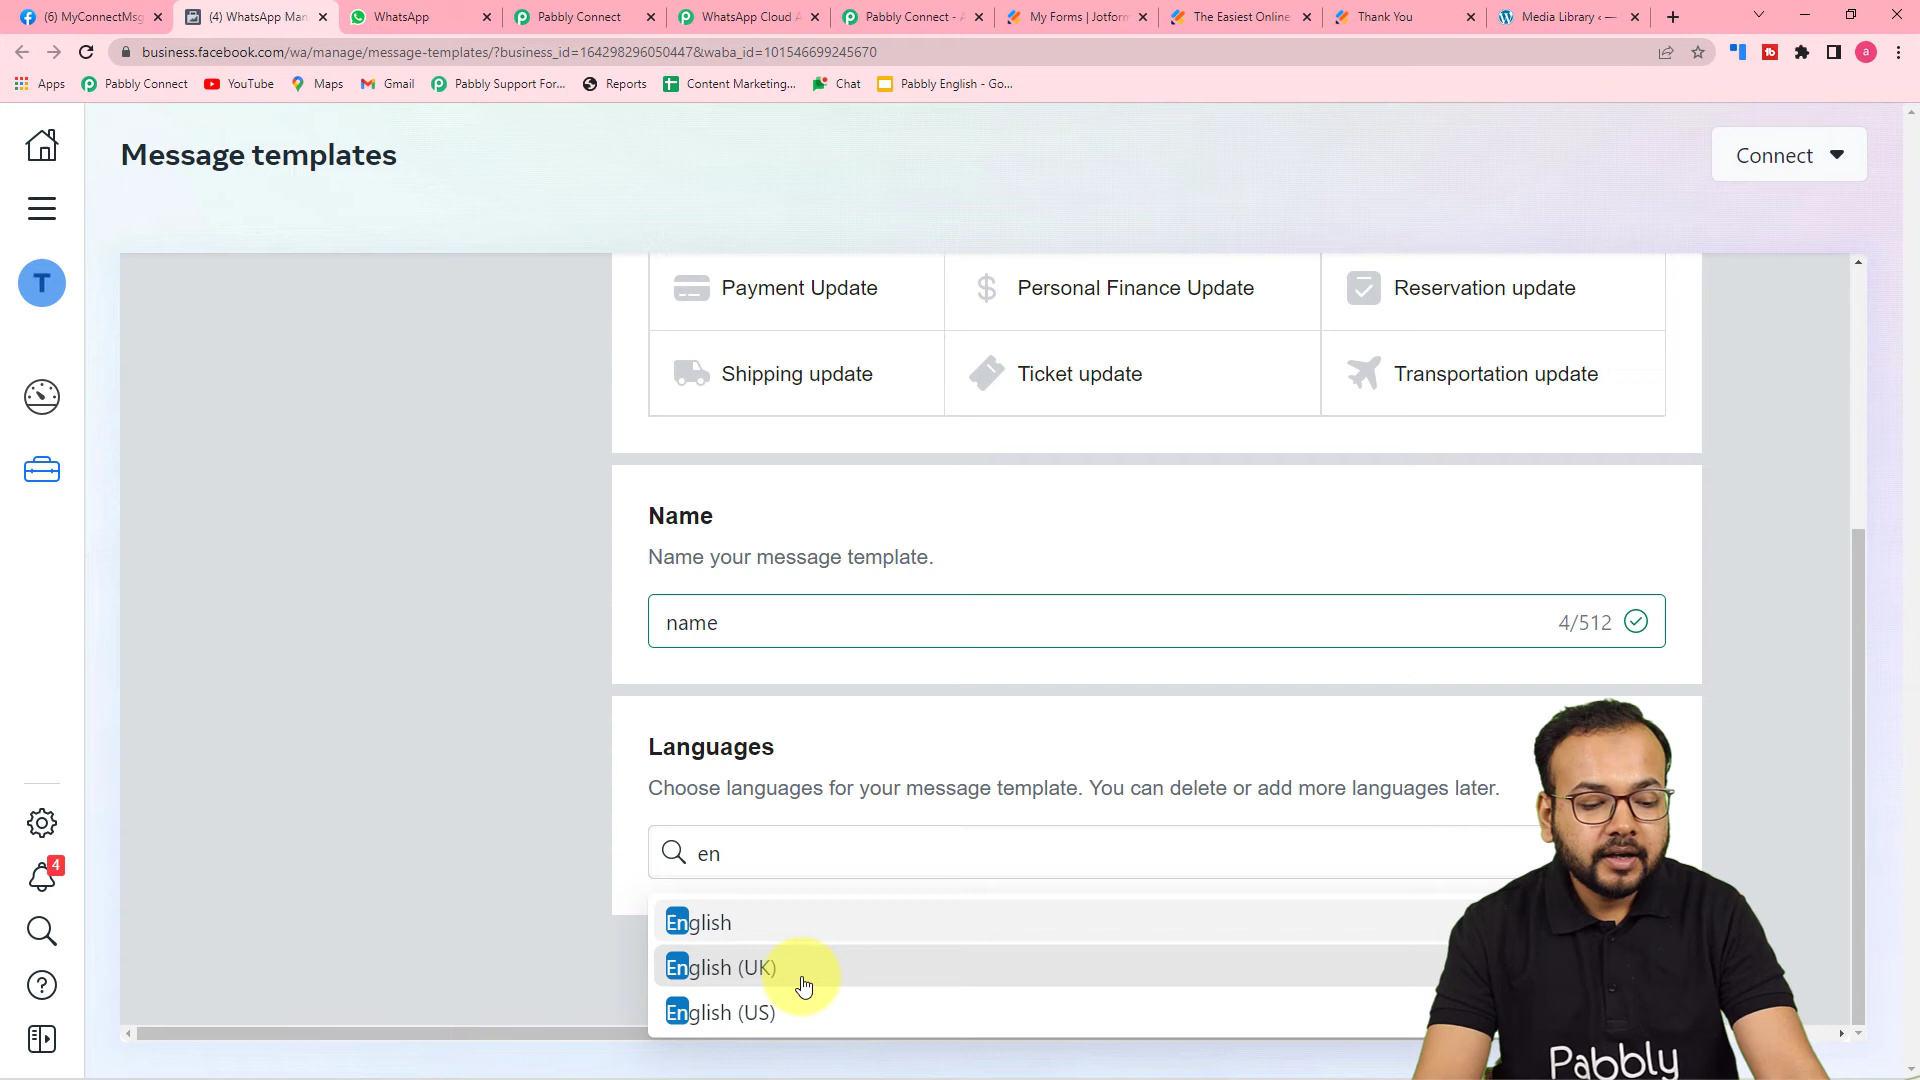 (6) MyConnectMsg
(4) WhatsApp Man
WhatsApp
Pabbly Connect
WhatsApp Cloud A
Pabbly Connect - A
My Forms | Jotform
The Easiest Online
Thank You
Media Library ‹ —
business.facebook.com/wa/manage/message-templates/?business_id=164298296050447&waba_id=101546699245670
a
Apps
Pabbly Connect
YouTube
Maps
Gmail
Pabbly Support For...
Reports
Content Marketing...
Chat
Pabbly English - Go...
Message templates
Connect
T
Payment Update
Personal Finance Update
Reservation update
Shipping update
Ticket update
Transportation update
Name
Name your message template.
name
4/512
Languages
Choose languages for your message template. You can delete or add more languages later.
en
English
English (UK)
English (US)
4
Pabbly